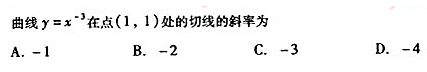 曲线 y = x⁻³ 在点(1, 1)处的切线的斜率为
A. －1 B. －2 C. －3 D. －4